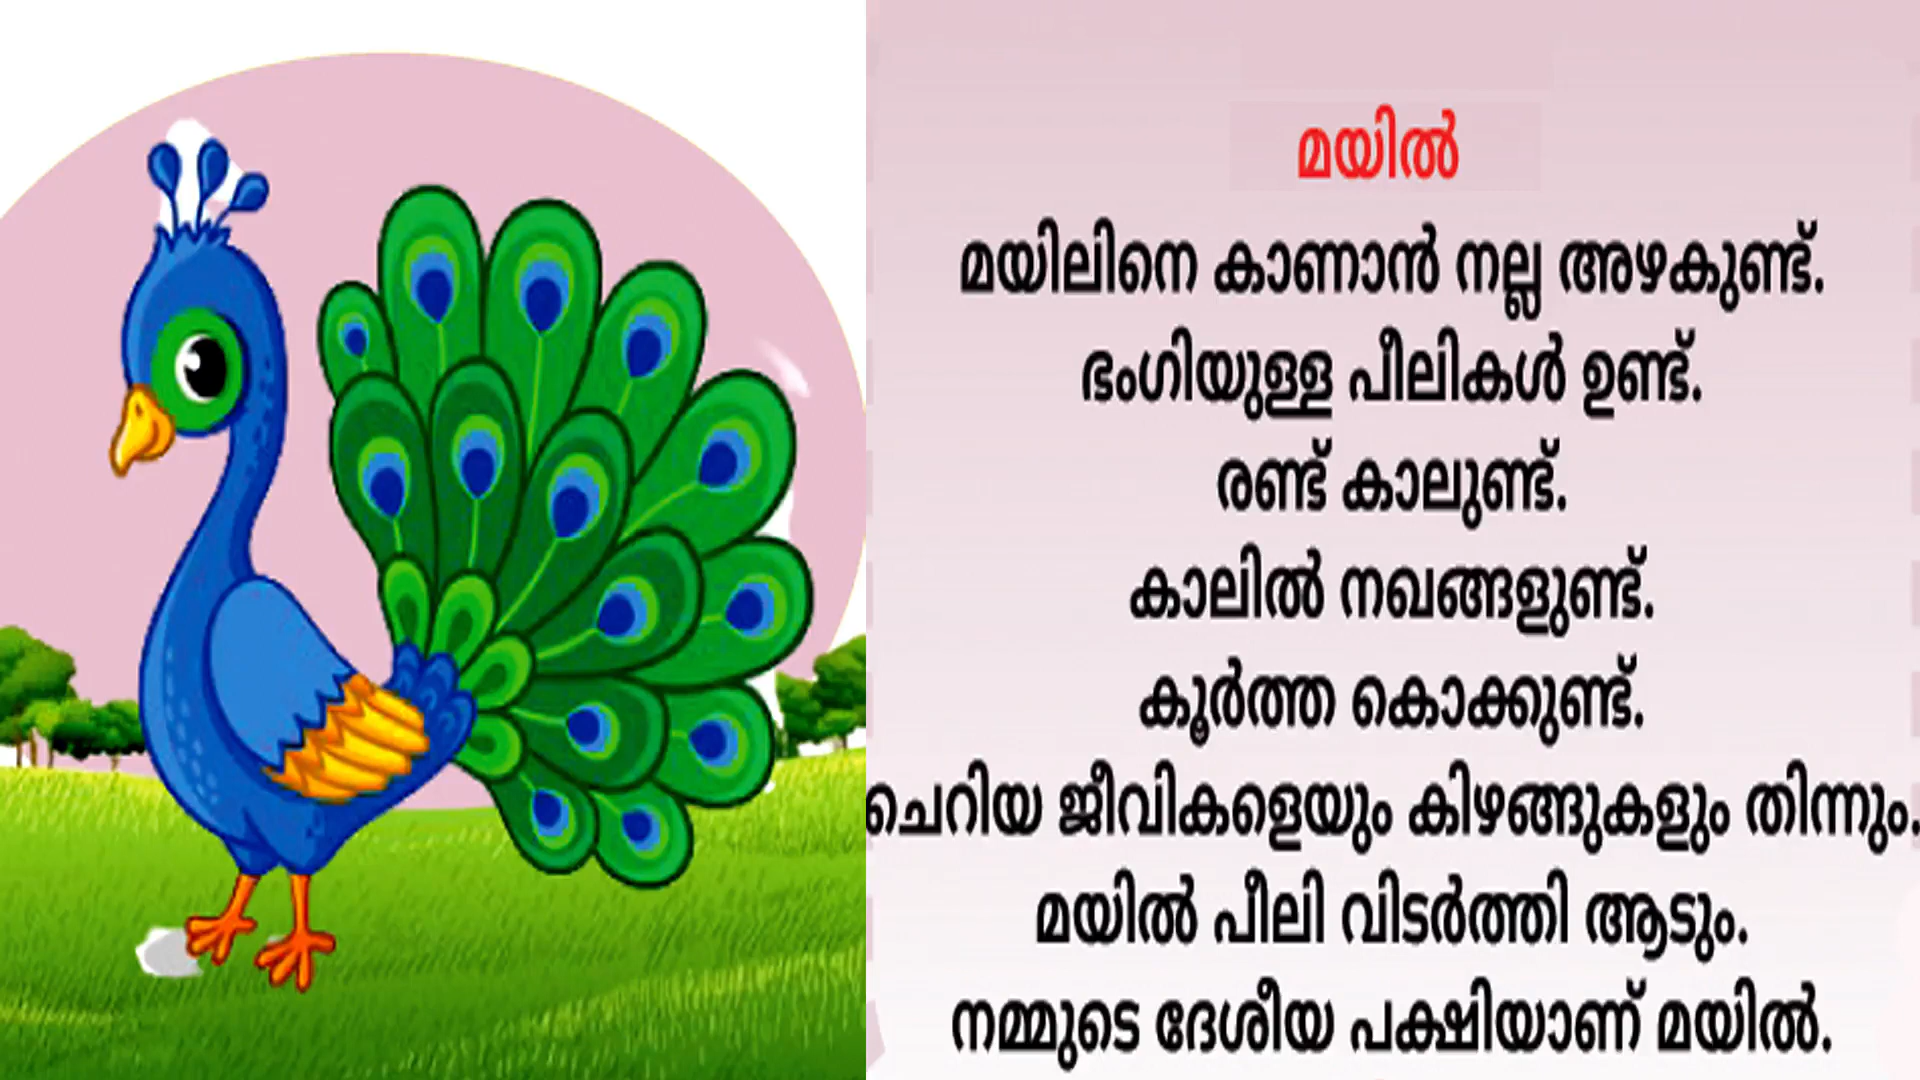 മയിൽ
മയിലിനെ കാണാൻ നല്ല അഴകുണ്ട്.
ഭംഗിയുള്ള പീലികൾ ഉണ്ട്.
രണ്ട് കാലുണ്ട്.
കാലിൽ നഖങ്ങളുണ്ട്.
കൂർത്ത കൊക്കുണ്ട്.
ചെറിയ ജീവികളെയും കിഴങ്ങുകളും തിന്നും.
മയിൽ പീലി വിടർത്തി ആടും.
നമ്മുടെ ദേശീയ പക്ഷിയാണ് മയിൽ.